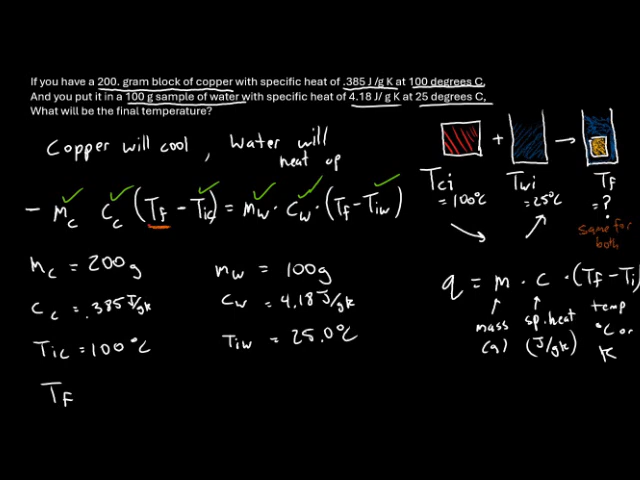 If you have a 200. gram block of copper with specific heat of .385 J /g K at 100 degrees C.
And you put it in a 100 g sample of water with specific heat of 4.18 J/ g K at 25 degrees C,
What will be the final temperature?
Copper will cool , Water will
heat up
+ →
Tci Twi TF
=100°C =25°C =?
same for
both
- Mc Cc (TF - Tic) = Mw · Cw · (TF - Tiw)
Mc = 200g mw = 100g
q = m · c · (TF - Ti)
Cc = .385 J/gK Cw = 4.18 J/gK
mass sp. heat temp
(g) (J/gK) °C or
K
Tic = 100°C Tiw = 25.0°C
TF